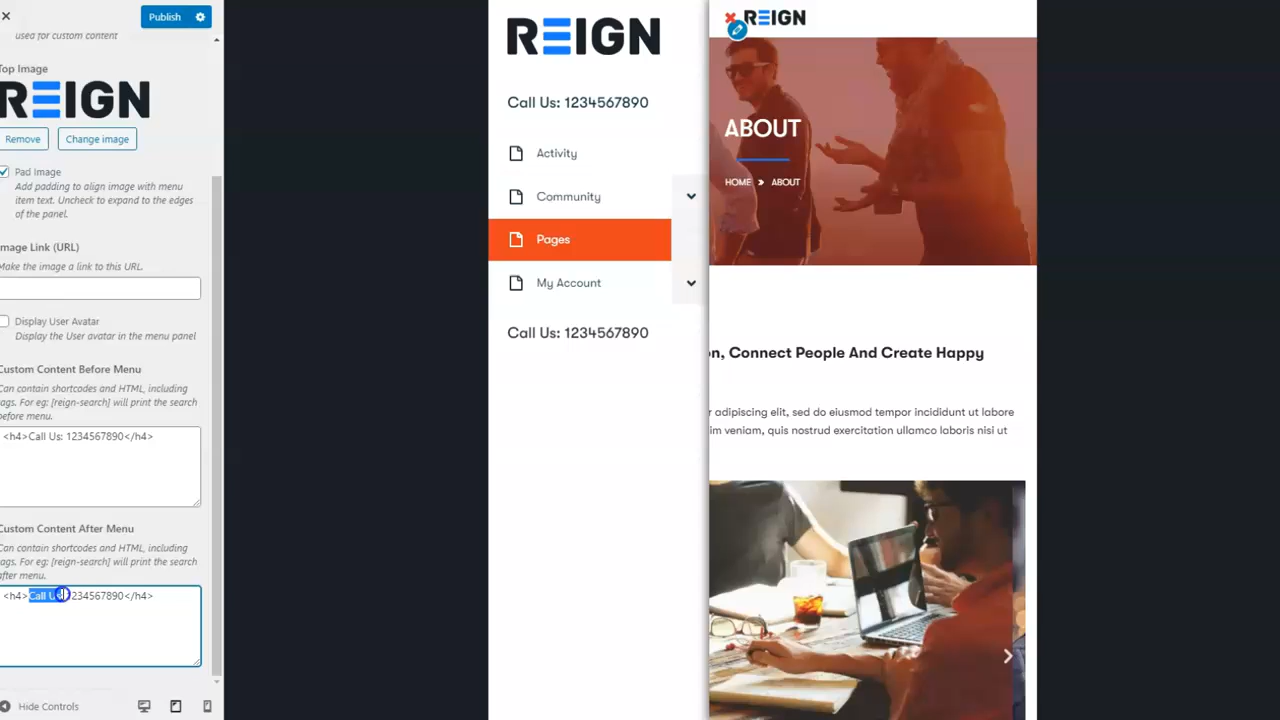 Publish
used for custom content
Top Image
REIGN
Remove
Change image
Pad Image
Add padding to align image with menu
item text. Uncheck to expand to the edges
of the panel.
Image Link (URL)
Make the image a link to this URL.
Display User Avatar
Display the User avatar in the menu panel
Custom Content Before Menu
Can contain shortcodes and HTML, including
tags. For eg: [reign-search] will print the search
before menu.
<h4>Call Us: 1234567890</h4>
Custom Content After Menu
Can contain shortcodes and HTML, including
tags. For eg: [reign-search] will print the search
after menu.
<h4>Call Us: 1234567890</h4>
Hide Controls
REIGN
Call Us: 1234567890
Activity
Community
Pages
My Account
Call Us: 1234567890
REIGN
ABOUT
HOME » ABOUT
on, Connect People And Create Happy
r adipiscing elit, sed do eiusmod tempor incididunt ut labore
im veniam, quis nostrud exercitation ullamco laboris nisi ut